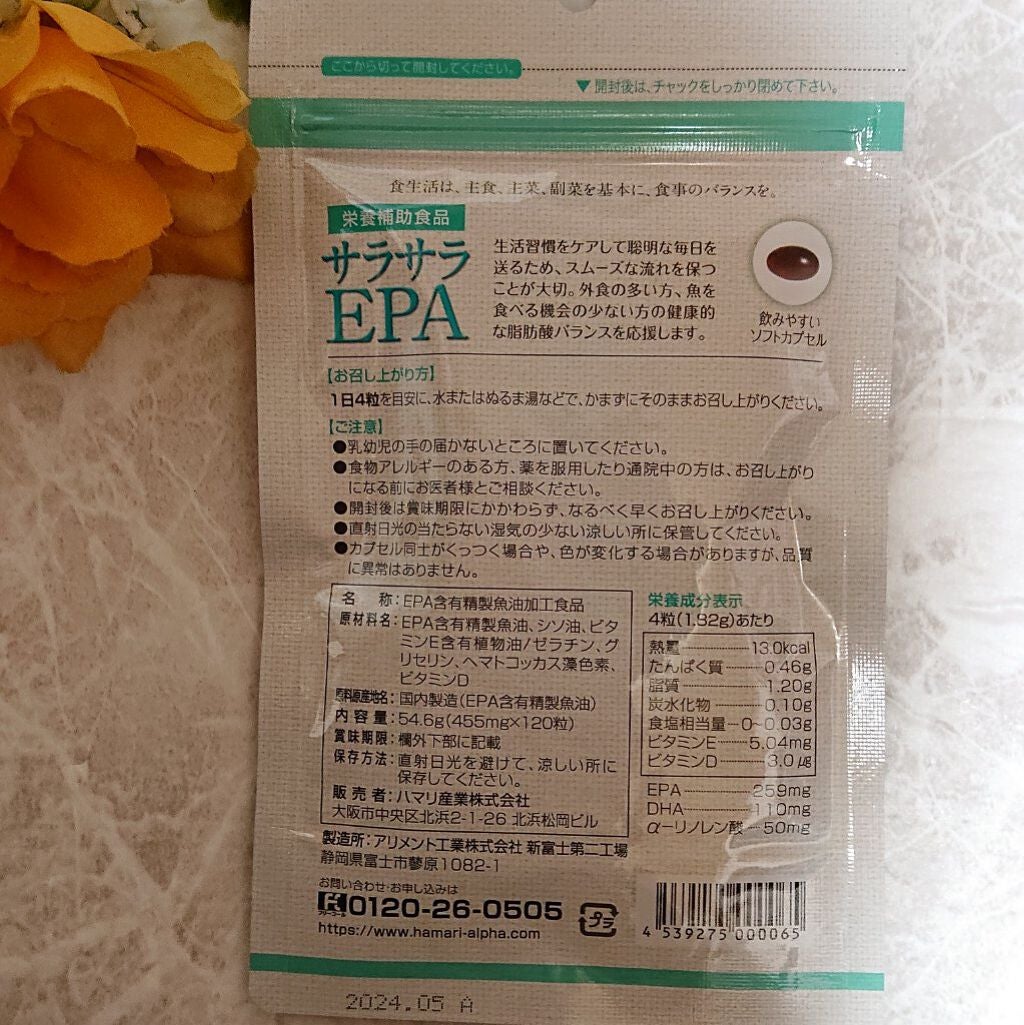 ここから切って開封してください。
▼開封後は、チャックをしっかり閉めて下さい。
食生活は、主食、主菜、副菜を基本に、食事のバランスを。
栄養補助食品
サラサラ
EPA
生活習慣をケアして聡明な毎日を
送るため、スムーズな流れを保つ
ことが大切。外食の多い方、魚を
食べる機会の少ない方の健康的
な脂肪酸バランスを応援します。
飲みやすい
ソフトカプセル
【お召し上がり方】
1日4粒を目安に、水またはぬるま湯などで、かまずにそのままお召し上がりください。
【ご注意】
●乳幼児の手の届かないところに置いてください。
●食物アレルギーのある方、薬を服用したり通院中の方は、お召し上がり
になる前にお医者様とご相談ください。
●開封後は賞味期限にかかわらず、なるべく早くお召し上がりください。
●直射日光の当たらない湿気の少ない涼しい所に保管してください。
●カプセル同士がくっつく場合や、色が変化する場合がありますが、品質
に異常はありません。
名 称:EPA含有精製魚油加工食品
原材料名:EPA含有精製魚油、シソ油、ビタ
ミンE含有植物油/ゼラチン、グ
リセリン、ヘマトコッカス藻色素、
ビタミンD
原料原産地名:国内製造(EPA含有精製魚油)
内容量:54.6g(455mg×120粒)
賞味期限:欄外下部に記載
保存方法:直射日光を避けて、涼しい所に
保存してください。
販売者:ハマリ産業株式会社
大阪市中央区北浜2-1-26 北浜松岡ビル
製造所:アリメント工業株式会社 新富士第二工場
静岡県富士市蓼原1082-1
お問い合わせ・お申し込みは
フリーコール
0120-26-0505
https://www.hamari-alpha.com
プラ
栄養成分表示
4粒(1.82g)あたり
熱量 13.0kcal
たんぱく質 0.46g
脂質 1.20g
炭水化物 0.10g
食塩相当量 0~0.03g
ビタミンE 5.04mg
ビタミンD 3.0μg
EPA 259mg
DHA 110mg
α-リノレン酸 50mg
4 539275 000065
2024.05 A